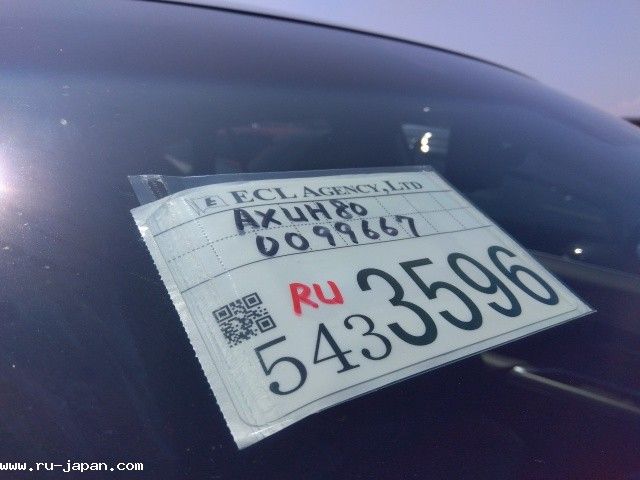 E ECL AGENCY,LTD
AXUH80
0099667
RU
5433596
www.ru-japan.com